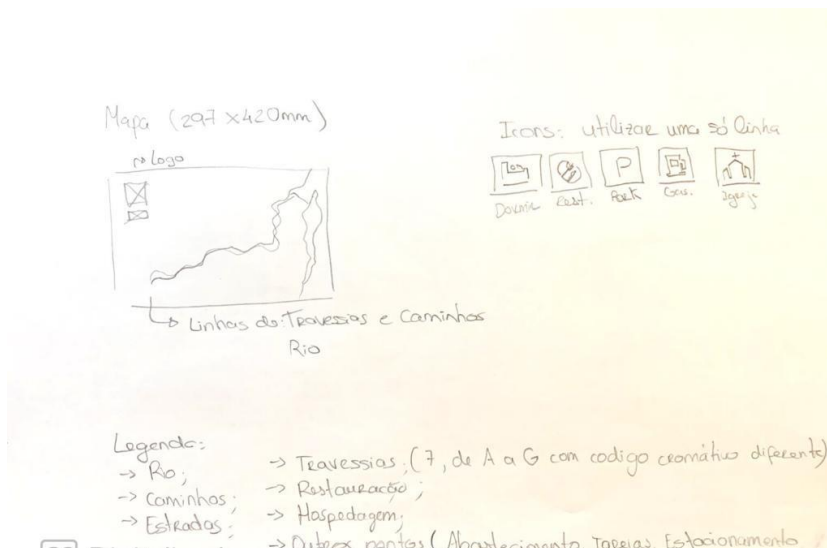 Mapa (297 x 420mm)
Logo
Linhas de Travessias e Caminhos
Rio
Icons: utilizar uma só linha
Dormir Rest. Park Gas. Igreja
Legenda:
-> Rio;
-> Caminhos;
-> Estradas;
-> Travessias; (7, de A a G com codigo cromático diferente)
-> Restauração;
-> Hospedagem;
-> Outros pontos (Abastecimento, Igrejas, Estacionamento